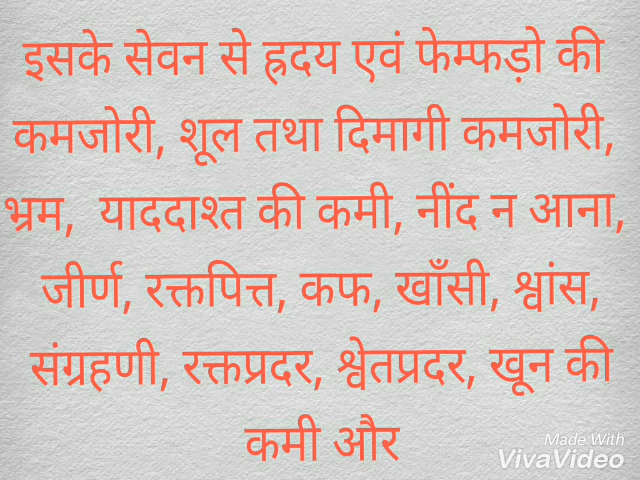 इसके सेवन से ह्रदय एवं फेम्फड़ो की
कमजोरी, शूल तथा दिमागी कमजोरी,
भ्रम, याददाश्त की कमी, नींद न आना,
जीर्ण, रक्तपित्त, कफ, खाँसी, श्वांस,
संग्रहणी, रक्तप्रदर, श्वेतप्रदर, खून की
कमी और
Made With
VivaVideo